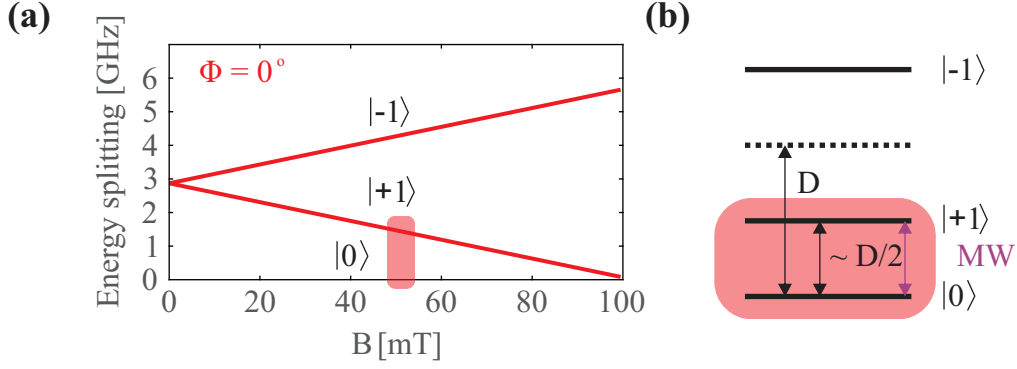 (a)
Energy splitting [GHz]
6
5
4
3
2
1
0
Φ = 0°
|-1⟩
|+1⟩
|0⟩
0
20
40
60
80
100
B [mT]
(b)
|-1⟩
D
|+1⟩
~ D/2
MW
|0⟩